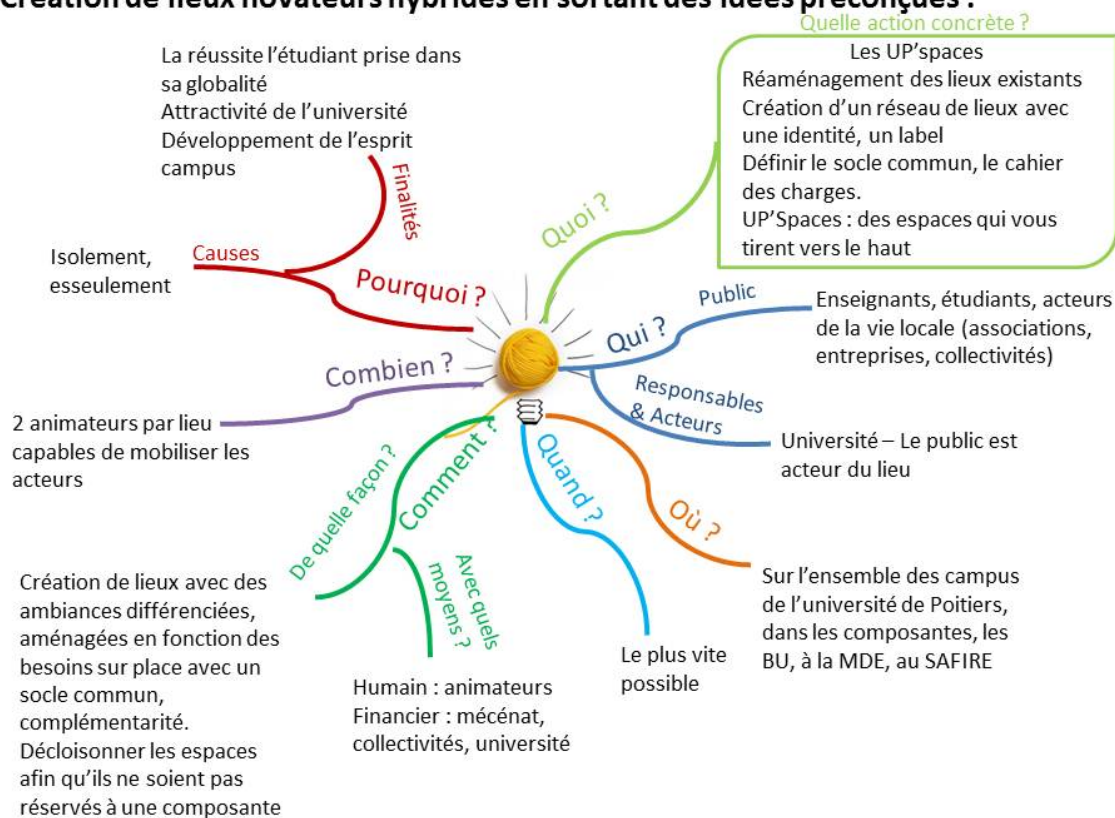 Création de lieux novateurs hybrides en sortant des idées préconçues :
Quelle action concrète ?
Les UP’spaces
Réaménagement des lieux existants
Création d’un réseau de lieux avec
une identité, un label
Définir le socle commun, le cahier
des charges.
UP’Spaces : des espaces qui vous
tirent vers le haut
Quoi ?
La réussite l’étudiant prise dans
sa globalité
Attractivité de l’université
Développement de l’esprit
campus
Finalités
Causes
Isolement,
esseulement
Pourquoi ?
Public
Enseignants, étudiants, acteurs
de la vie locale (associations,
entreprises, collectivités)
Qui ?
Responsables
& Acteurs
Université – Le public est
acteur du lieu
Combien ?
2 animateurs par lieu
capables de mobiliser les
acteurs
Comment ?
De quelle façon ?
Création de lieux avec des
ambiances différenciées,
aménagées en fonction des
besoins sur place avec un
socle commun,
complémentarité.
Décloisonner les espaces
afin qu’ils ne soient pas
réservés à une composante
Avec quels
moyens ?
Humain : animateurs
Financier : mécénat,
collectivités, université
Quand ?
Le plus vite
possible
Où ?
Sur l’ensemble des campus
de l’université de Poitiers,
dans les composantes, les
BU, à la MDE, au SAFIRE